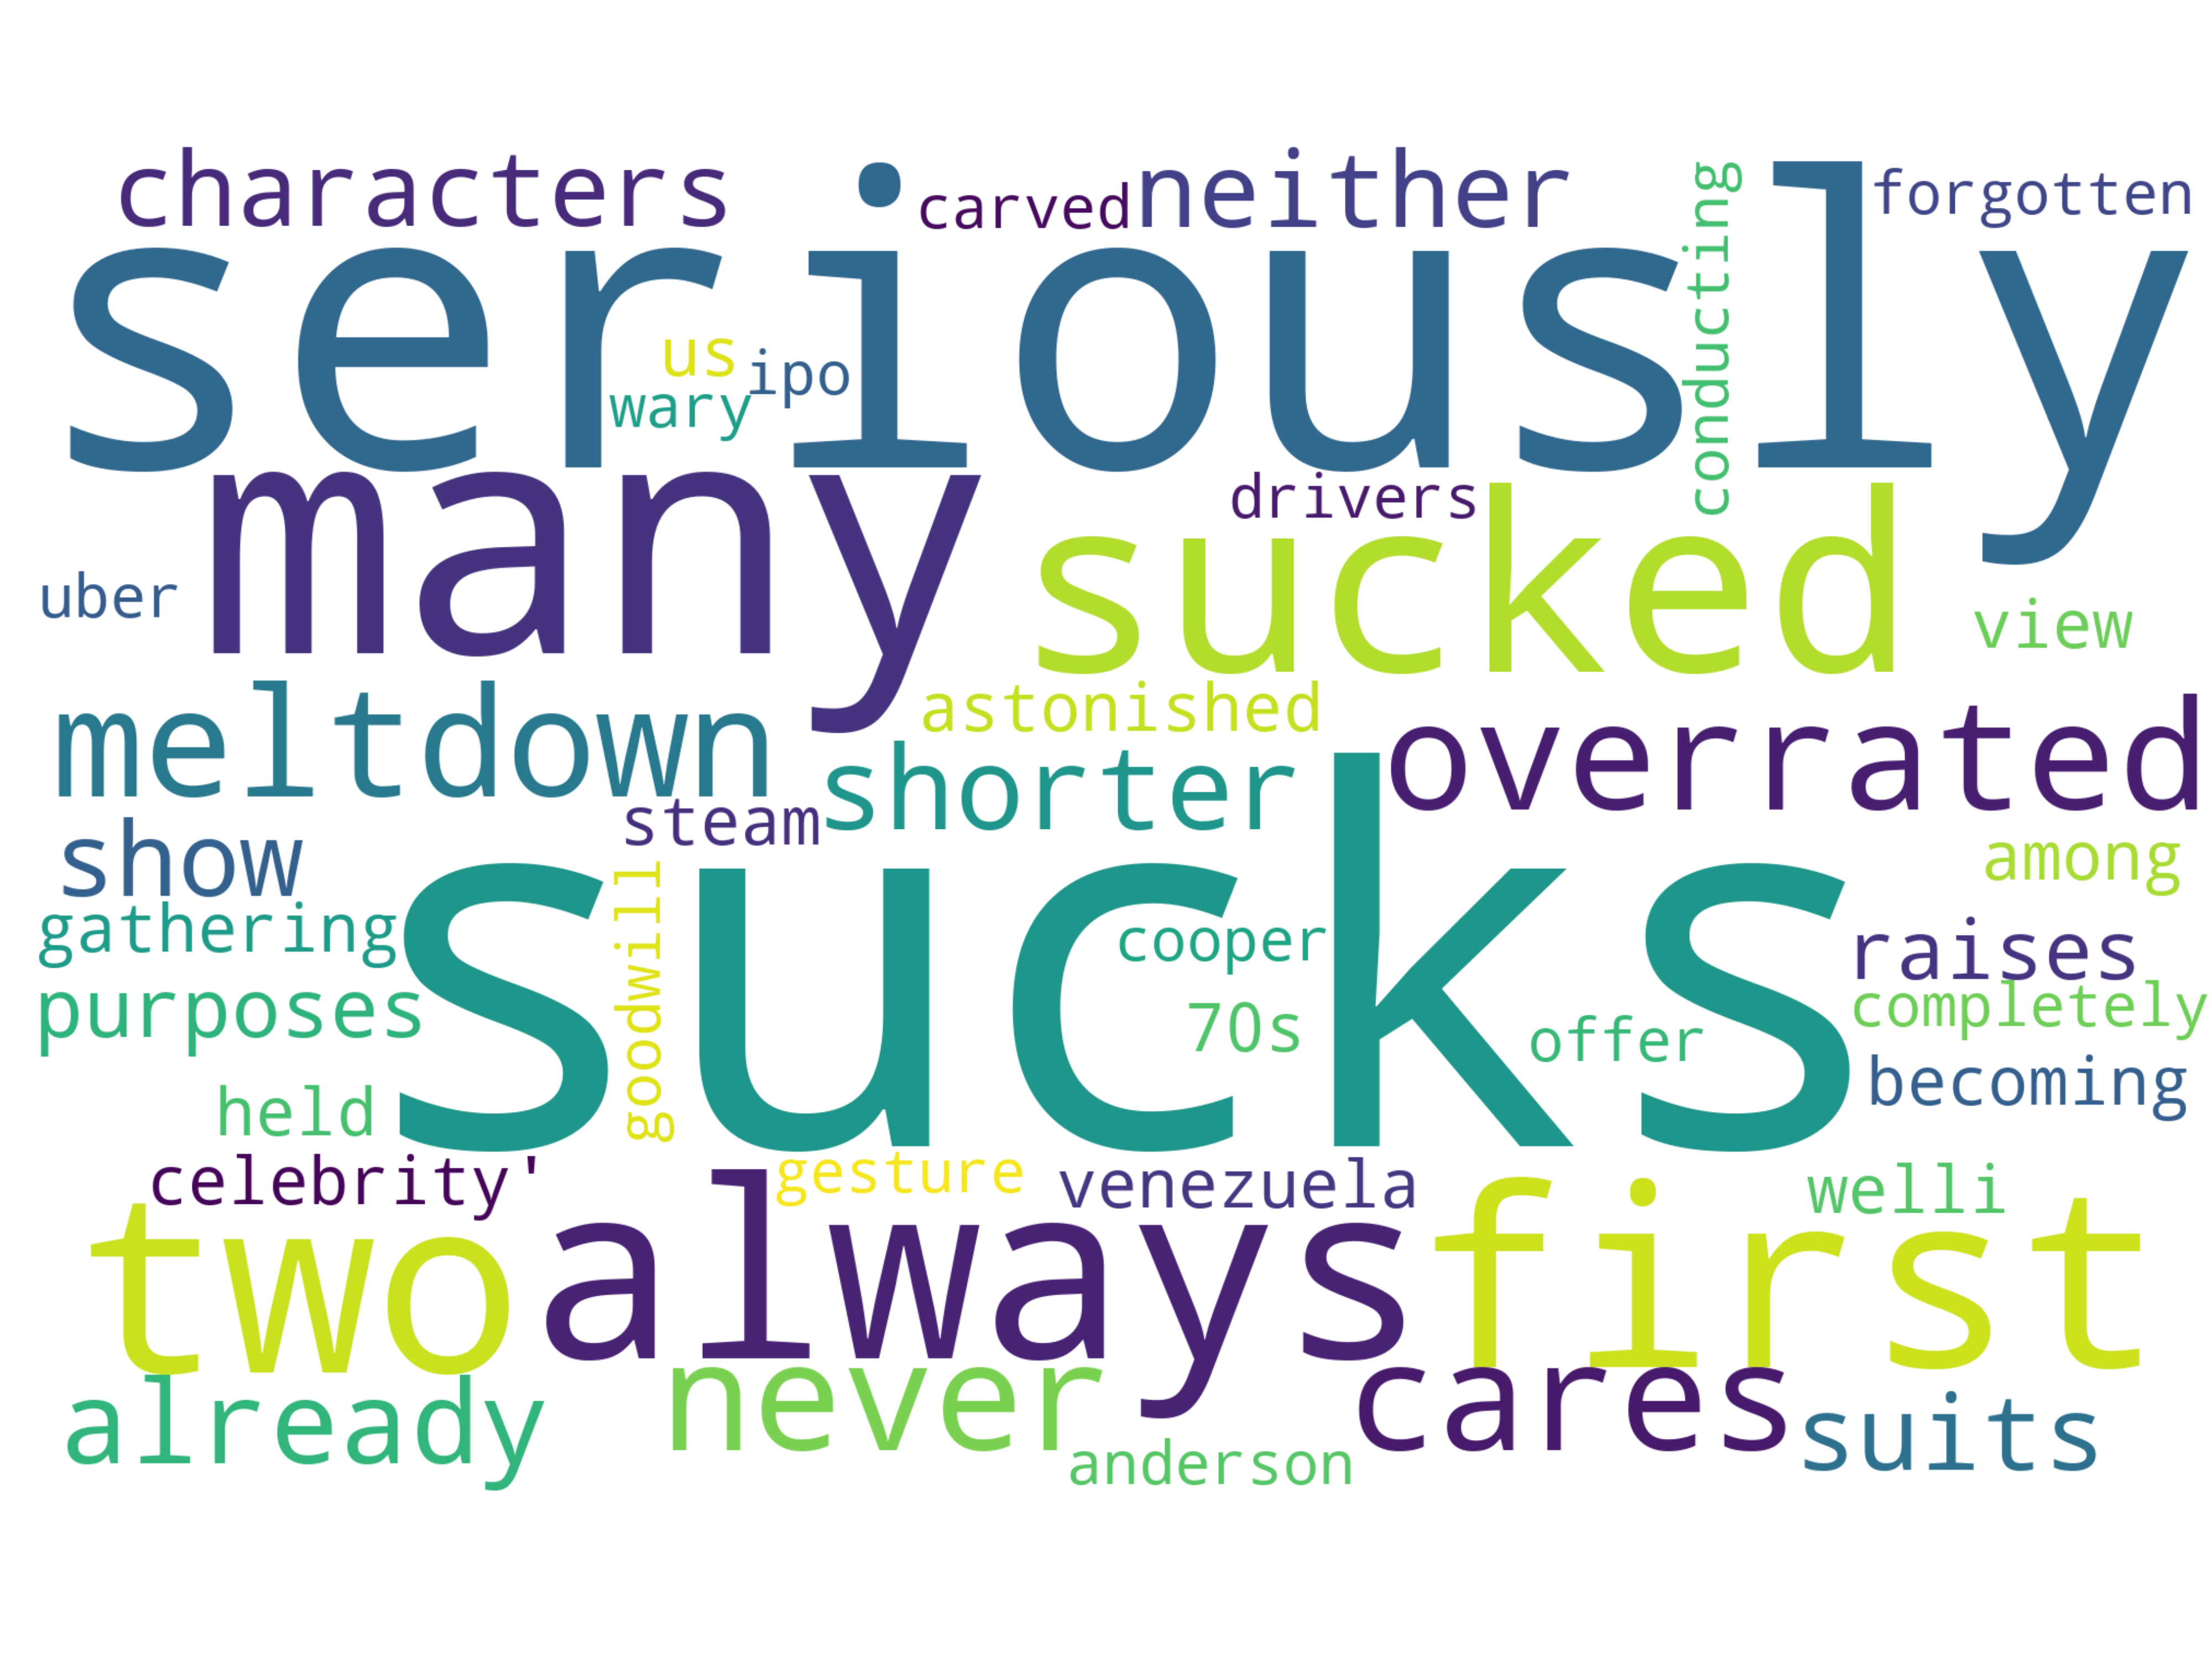 characters carved neither conducting forgotten
seriously
us ipo
wary
many drivers sucked
uber view
meltdown astonished overrated
steam shorter
show among
sucks
gathering goodwill cooper raises
purposes 70s offer completely
held becoming
celebrity' gesture venezuela welli
two always first
already never cares suits
anderson